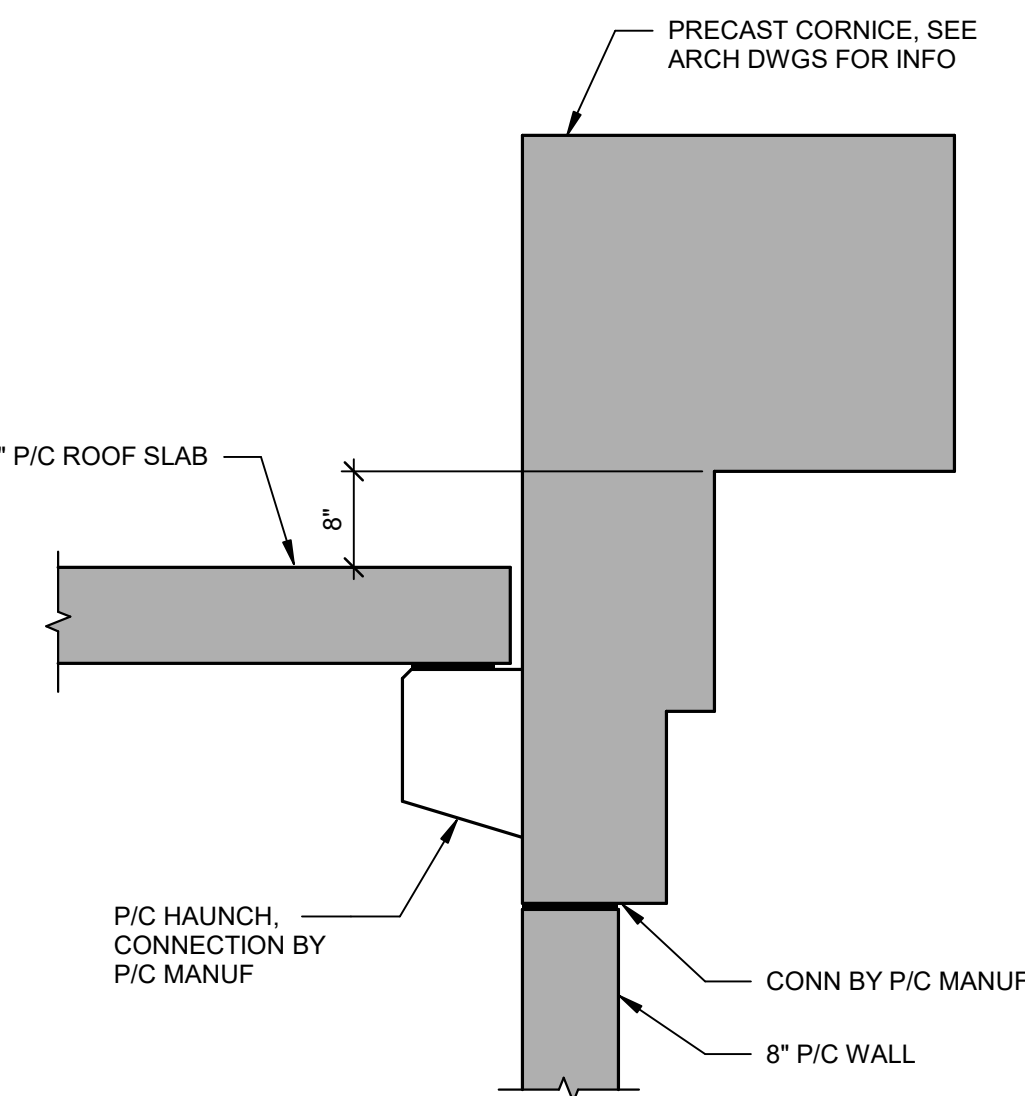 PRECAST CORNICE, SEE
ARCH DWGS FOR INFO
" P/C ROOF SLAB
8"
P/C HAUNCH,
CONNECTION BY
P/C MANUF
CONN BY P/C MANUF
8" P/C WALL